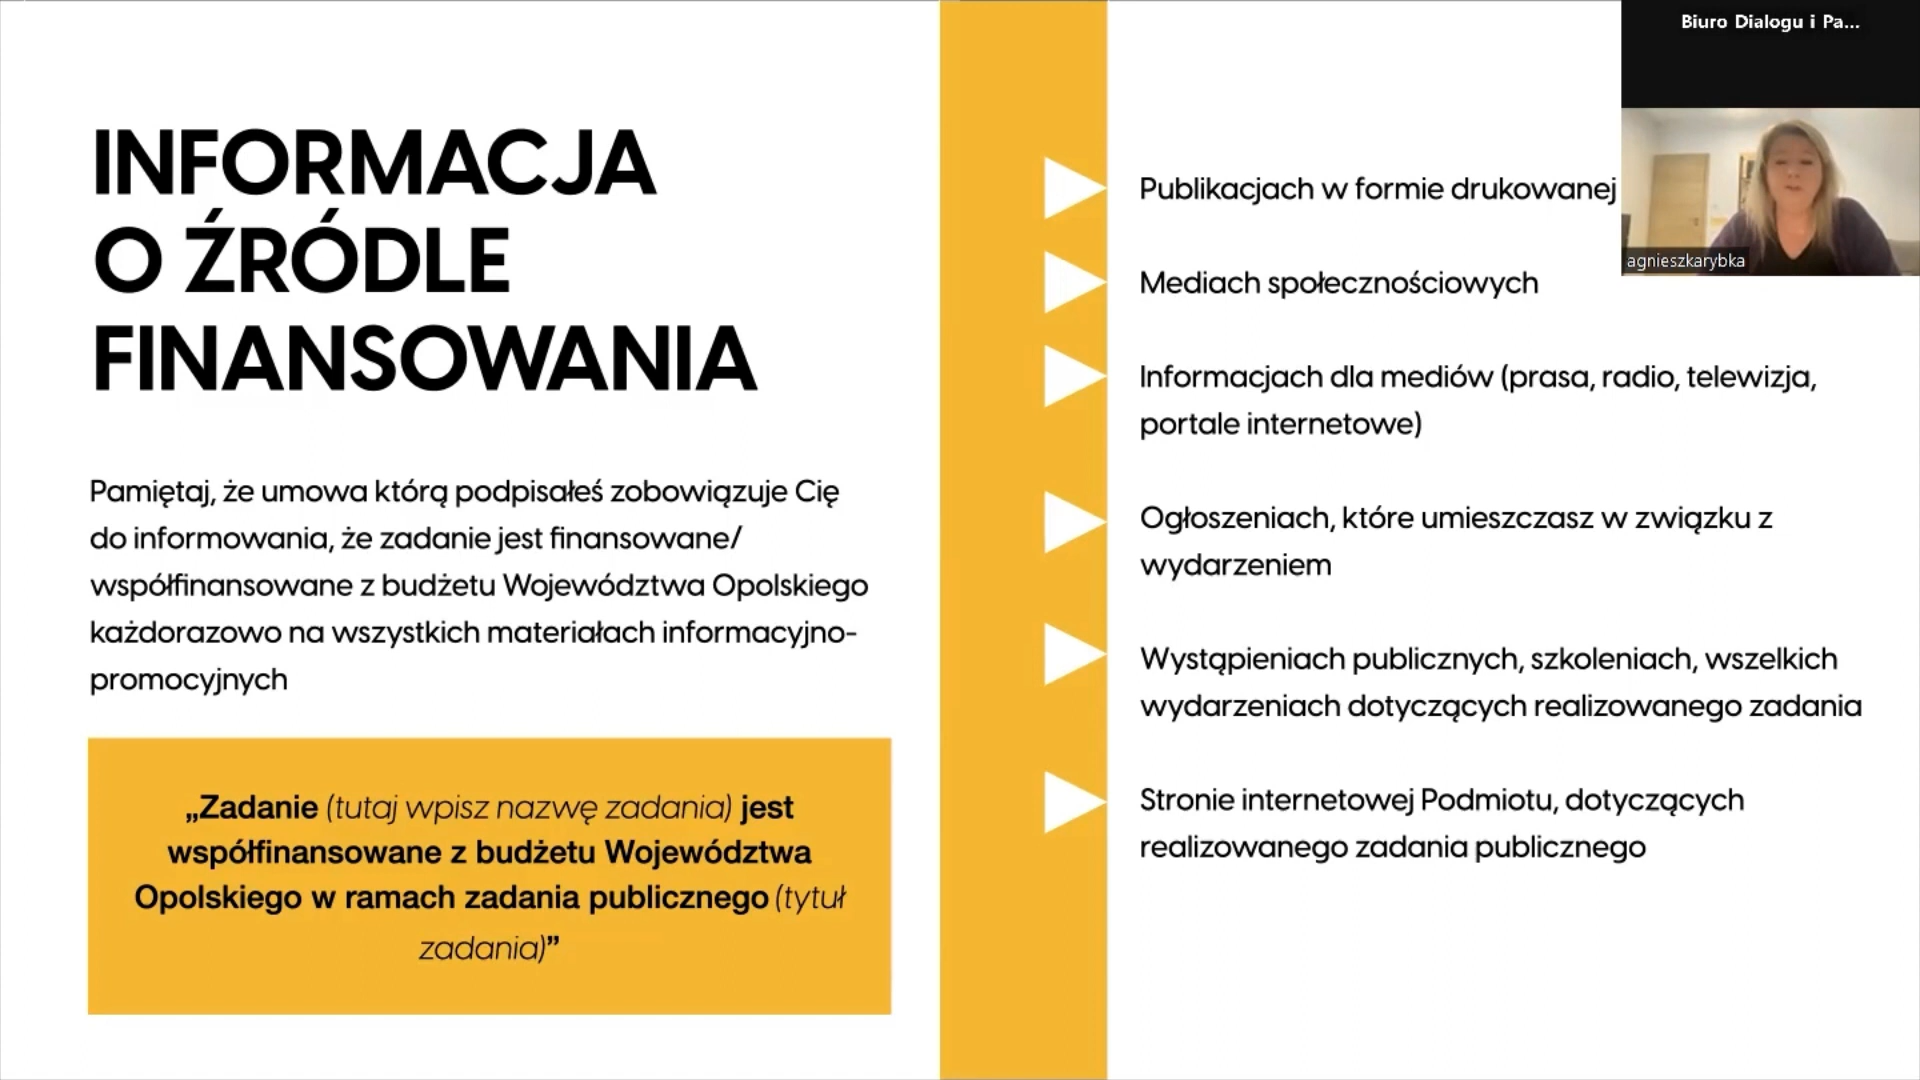 INFORMACJA
O ŹRÓDLE
FINANSOWANIA
Pamiętaj, że umowa którą podpisałeś zobowiązuje Cię
do informowania, że zadanie jest finansowane/
współfinansowane z budżetu Województwa Opolskiego
każdorazowo na wszystkich materiałach informacyjno-
promocyjnych
„Zadanie (tutaj wpisz nazwę zadania) jest
współfinansowane z budżetu Województwa
Opolskiego w ramach zadania publicznego (tytuł
zadania)”
Publikacjach w formie drukowanej
Mediach społecznościowych
Informacjach dla mediów (prasa, radio, telewizja,
portale internetowe)
Ogłoszeniach, które umieszczasz w związku z
wydarzeniem
Wystąpieniach publicznych, szkoleniach, wszelkich
wydarzeniach dotyczących realizowanego zadania
Stronie internetowej Podmiotu, dotyczących
realizowanego zadania publicznego
Biuro Dialogu i Pa...
agnieszkarybka